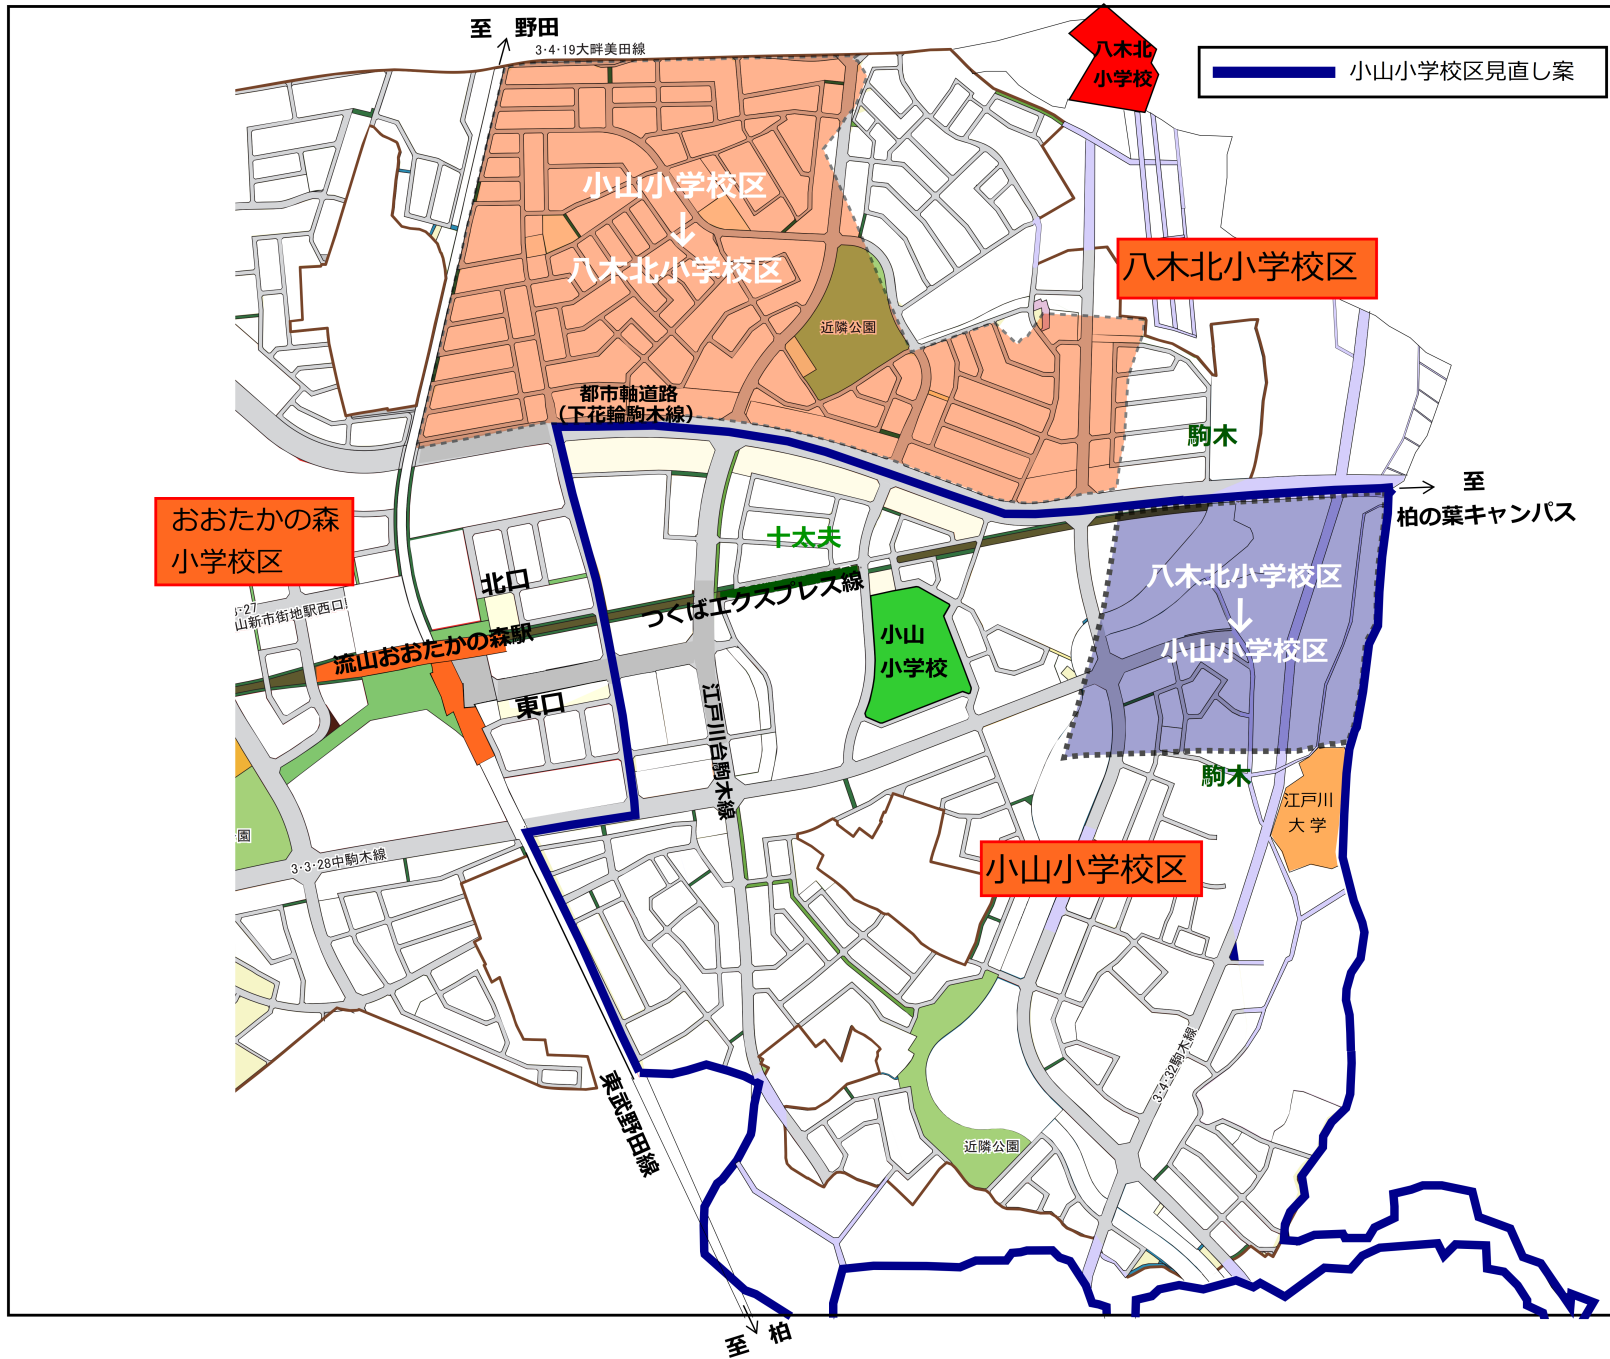 至 野田
3・4・19大畔美田線
八木北
小学校
小山小学校区見直し案
小山小学校区
↓
八木北小学校区
八木北小学校区
近隣公園
都市軸道路
（下花輪駒木線）
駒木
至
柏の葉キャンパス
おおたかの森
小学校区
十太夫
北口
つくばエクスプレス線
八木北小学校区
↓
小山小学校区
山新市街地駅西口
小山
小学校
流山おおたかの森駅
東口
江戸川台駒木線
駒木
江戸川
大学
園
3・3・28中駒木線
小山小学校区
3・4・32駒木線
東武野田線
近隣公園
至 柏